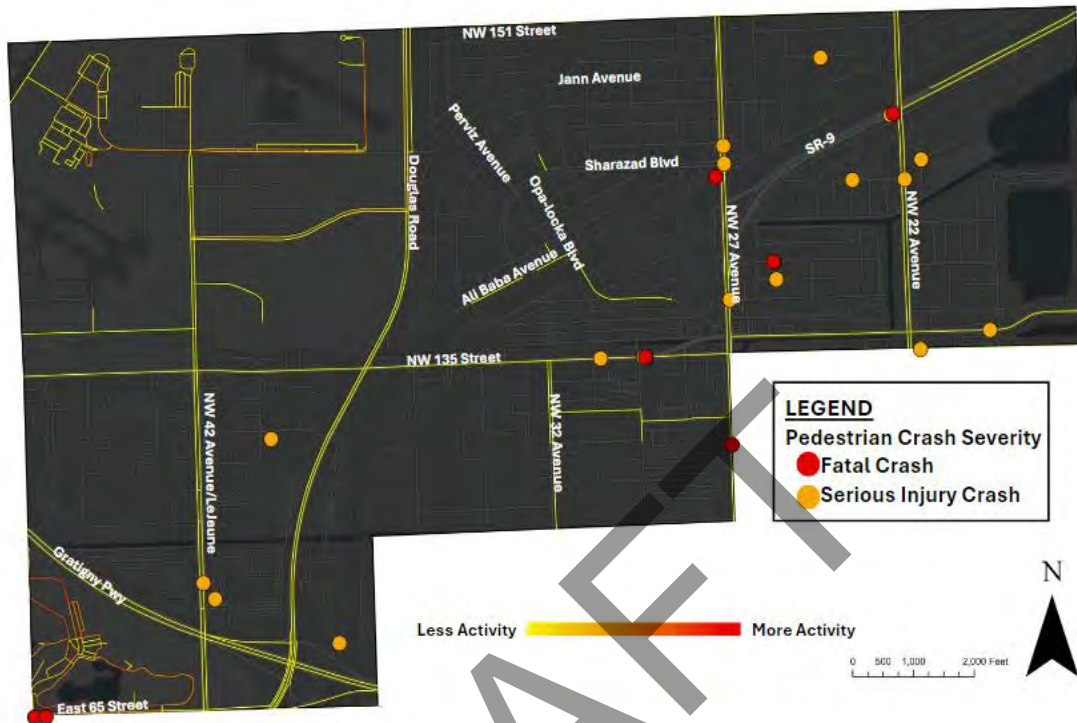 NW 151 Street
Jann Avenue
Perviz Avenue
Sharazad Blvd
SR-9
Douglas Road
Opa-locka Blvd
NW 27 Avenue
NW 22 Avenue
Ali Baba Avenue
NW 135 Street
NW 42 Avenue/LeJeune
NW 32 Avenue
LEGEND
Pedestrian Crash Severity
Fatal Crash
Serious Injury Crash
Gratigny Pwy
N
Less Activity
More Activity
0 500 1,000 2,000 Feet
East 65 Street
AFT